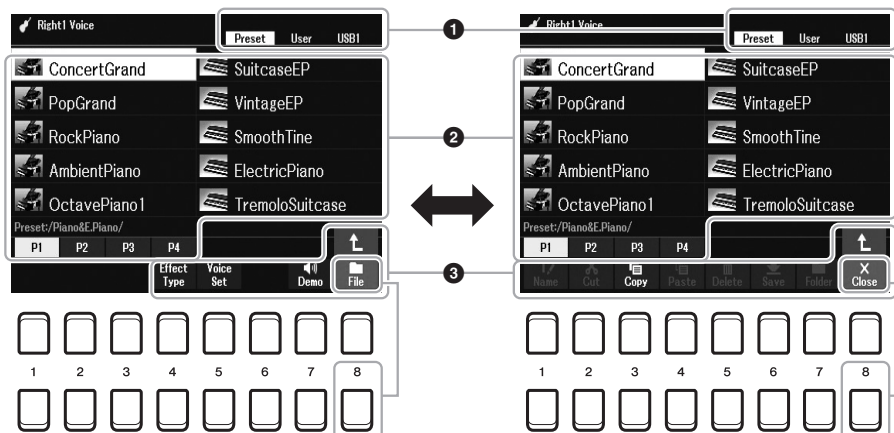 Right1 Voice
Preset User USB1
ConcertGrand SuitcaseEP
PopGrand VintageEP
RockPiano SmoothTine
AmbientPiano ElectricPiano
OctavePiano1 TremoloSuitcase
Preset:/Piano&E.Piano/
P1 P2 P3 P4
Effect Type Voice Set Demo File
1 2 3 4 5 6 7 8
1
2
3
Right1 Voice
Preset User USB1
ConcertGrand SuitcaseEP
PopGrand VintageEP
RockPiano SmoothTine
AmbientPiano ElectricPiano
OctavePiano1 TremoloSuitcase
Preset:/Piano&E.Piano/
P1 P2 P3 P4
Name Cut Copy Paste Delete Save Folder Close
1 2 3 4 5 6 7 8